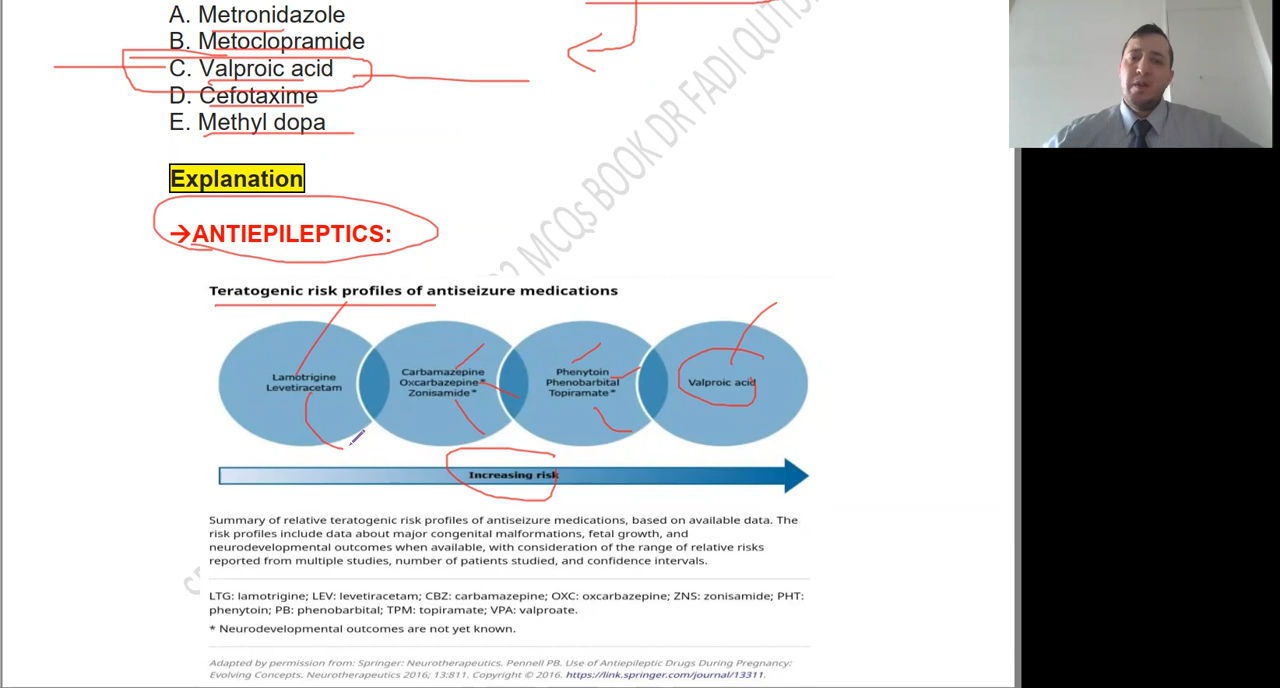 A. Metronidazole
B. Metoclopramide
C. Valproic acid
D. Cefotaxime
E. Methyl dopa
MCQs BOOK DR FADI
Explanation
→ANTIEPILEPTICS:
Teratogenic risk profiles of antiseizure medications
Lamotrigine
Levetiracetam
Carbamazepine
Oxcarbazepine*
Zonisamide*
Phenytoin
Phenobarbital
Topiramate*
Valproic acid
Increasing risk
Summary of relative teratogenic risk profiles of antiseizure medications, based on available data. The
risk profiles include data about major congenital malformations, fetal growth, and
neurodevelopmental outcomes when available, with consideration of the range of relative risks
reported from multiple studies, number of patients studied, and confidence intervals.
LTG: lamotrigine; LEV: levetiracetam; CBZ: carbamazepine; OXC: oxcarbazepine; ZNS: zonisamide; PHT:
phenytoin; PB: phenobarbital; TPM: topiramate; VPA: valproate.
* Neurodevelopmental outcomes are not yet known.
Adapted by permission from: Springer: Neurotherapeutics. Pennell PB. Use of Antiepileptic Drugs During Pregnancy:
Evolving Concepts. Neurotherapeutics 2016; 13:811. Copyright © 2016. https://link.springer.com/journal/13311.